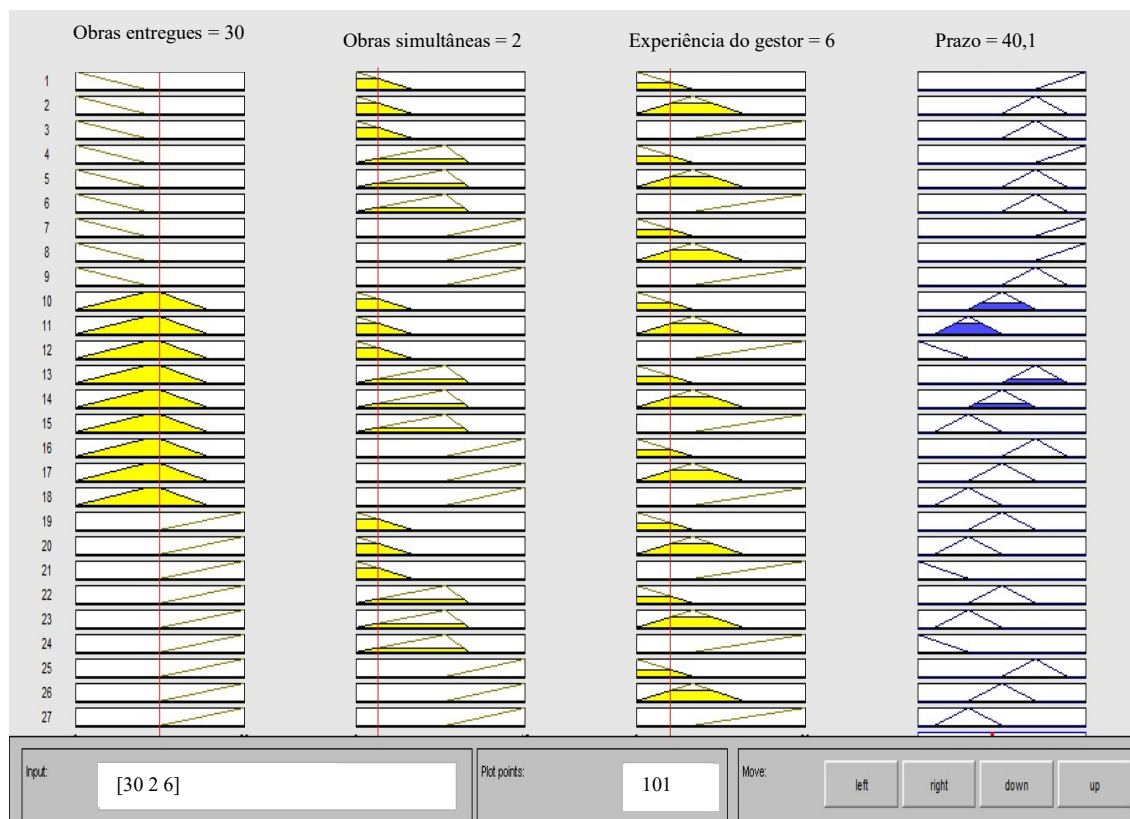 Obras entregues = 30
Obras simultâneas = 2
Experiência do gestor = 6
Prazo = 40,1
1
2
3
4
5
6
7
8
9
10
11
12
13
14
15
16
17
18
19
20
21
22
23
24
25
26
27
Input:
[30 2 6]
Plot points:
101
Move:
left
right
down
up